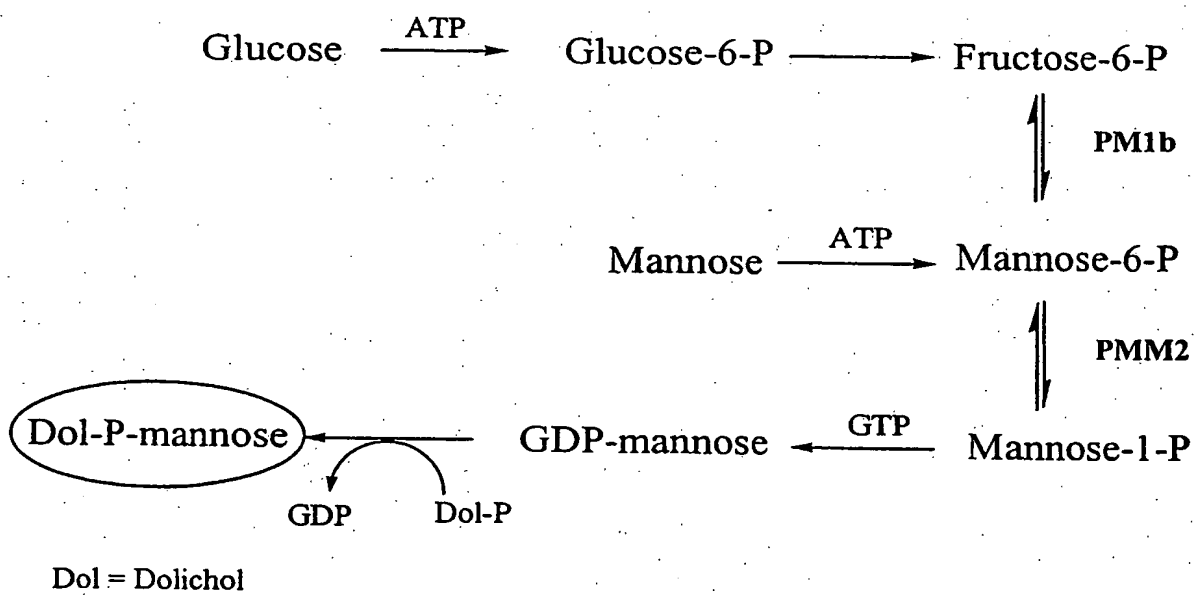 ATP
Glucose Glucose-6-P Fructose-6-P
PM1b
ATP
Mannose Mannose-6-P
PMM2
GTP
Dol-P-mannose GDP-mannose Mannose-1-P
GDP Dol-P
Dol = Dolichol